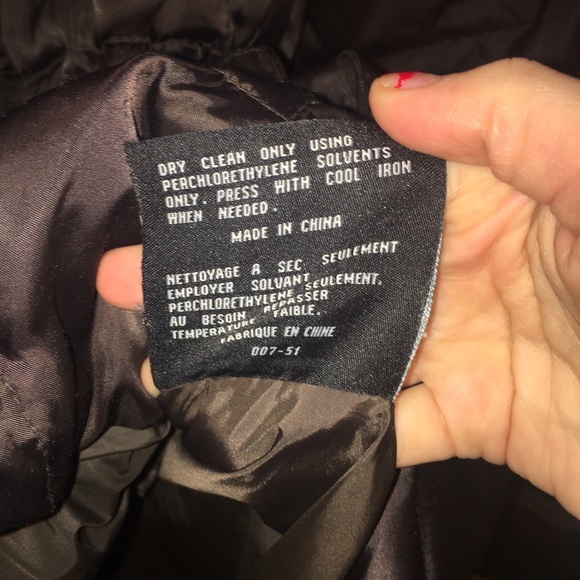 DRY CLEAN ONLY USING
PERCHLORETHYLENE SOLVENTS
ONLY. PRESS WITH COOL IRON
WHEN NEEDED.
MADE IN CHINA
NETTOYAGE A SEC SEULEMENT
EMPLOYER SOLVANT
PERCHLORETHYLENE SEULEMENT.
AU BESOIN, REPASSER
TEMPERATURE FAIBLE.
FABRIQUE EN CHINE
007-51